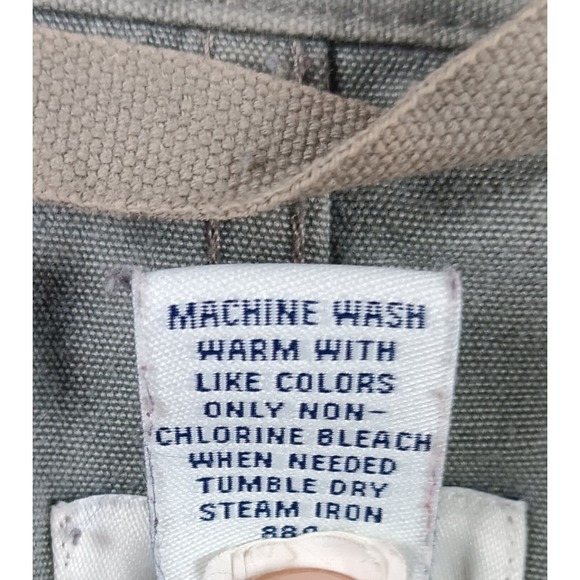 MACHINE WASH
WARM WITH
LIKE COLORS
ONLY NON-
CHLORINE BLEACH
WHEN NEEDED
TUMBLE DRY
STEAM IRON